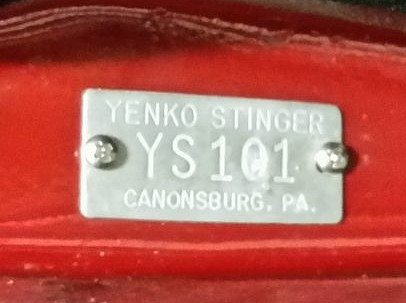 YENKO STINGER
YS101
CANONSBURG, PA.